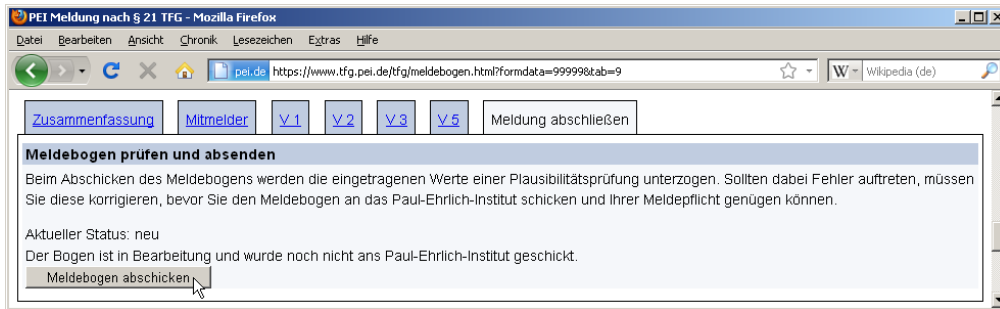 PEI Meldung nach § 21 TFG - Mozilla Firefox
Datei Bearbeiten Ansicht Chronik Lesezeichen Extras Hilfe
pei.de https://www.tfg.pei.de/tfg/meldebogen.html?formdata=99999&tab=9 W Wikipedia (de)
Zusammenfassung Mitmelder V 1 V 2 V 3 V 5 Meldung abschließen
Meldebogen prüfen und absenden
Beim Abschicken des Meldebogens werden die eingetragenen Werte einer Plausibilitätsprüfung unterzogen. Sollten dabei Fehler auftreten, müssen
Sie diese korrigieren, bevor Sie den Meldebogen an das Paul-Ehrlich-Institut schicken und Ihrer Meldepflicht genügen können.
Aktueller Status: neu
Der Bogen ist in Bearbeitung und wurde noch nicht ans Paul-Ehrlich-Institut geschickt.
Meldebogen abschicken